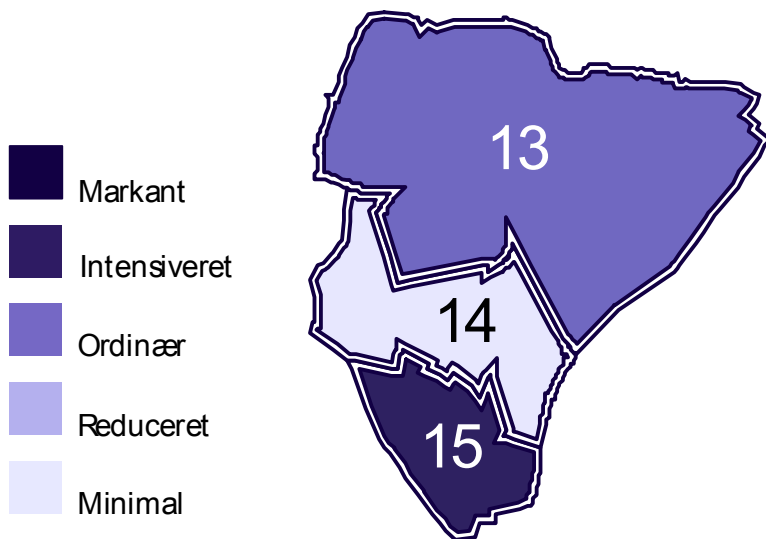 13
Markant
Intensiveret
Ordinær
14
Reduceret
15
Minimal